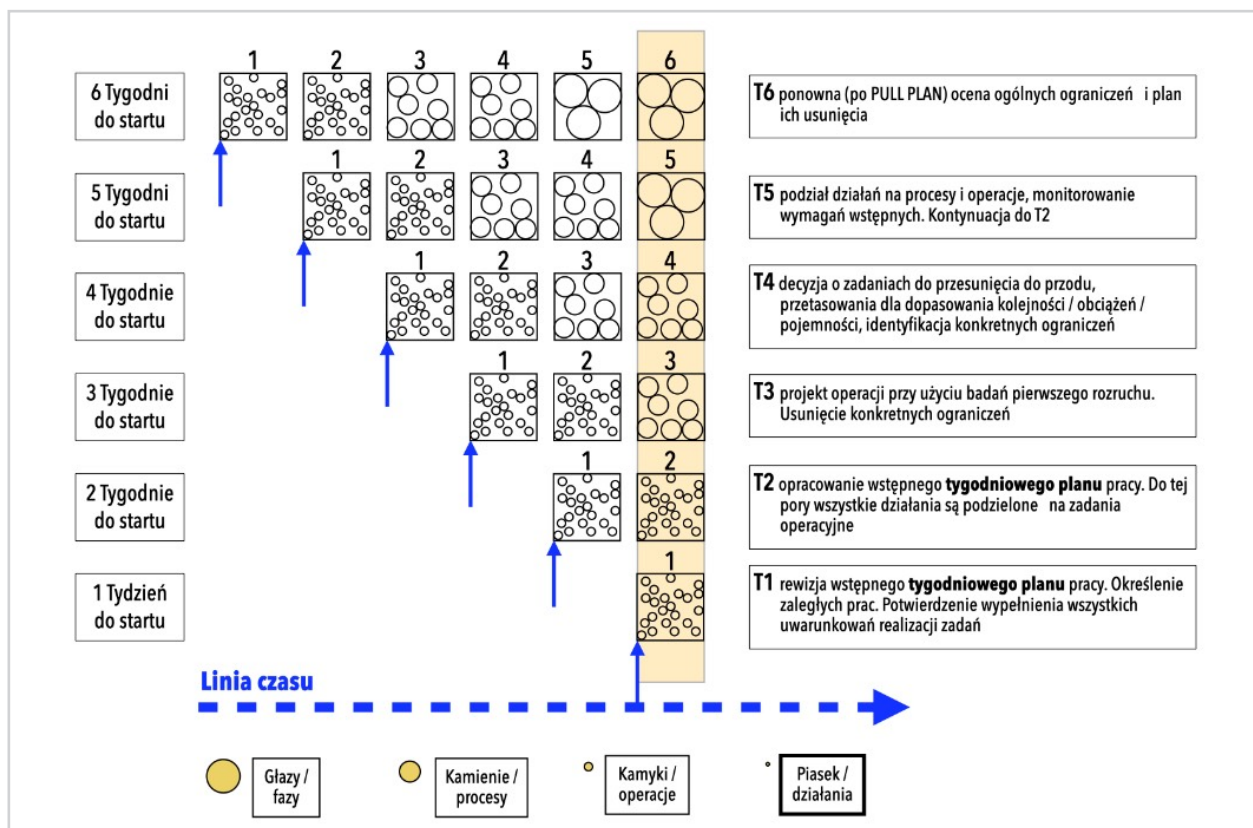 1 2 3 4 5 6
6 Tygodni
do startu
T6 ponowna (po PULL PLAN) ocena ogólnych ograniczeń i plan
ich usunięcia
1 2 3 4 5
5 Tygodni
do startu
T5 podział działań na procesy i operacje, monitorowanie
wymagań wstępnych. Kontynuacja do T2
1 2 3 4
4 Tygodnie
do startu
T4 decyzja o zadaniach do przesunięcia do przodu,
przetasowania dla dopasowania kolejności / obciążeń /
pojemności, identyfikacja konkretnych ograniczeń
1 2 3
3 Tygodnie
do startu
T3 projekt operacji przy użyciu badań pierwszego rozruchu.
Usunięcie konkretnych ograniczeń
1 2
2 Tygodnie
do startu
T2 opracowanie wstępnego tygodniowego planu pracy. Do tej
pory wszystkie działania są podzielone na zadania
operacyjne
1
1 Tydzień
do startu
T1 rewizja wstępnego tygodniowego planu pracy. Określenie
zaległych prac. Potwierdzenie wypełnienia wszystkich
uwarunkowań realizacji zadań
Linia czasu
Głazy /
fazy
Kamienie /
procesy
Kamyki /
operacje
Piasek /
działania